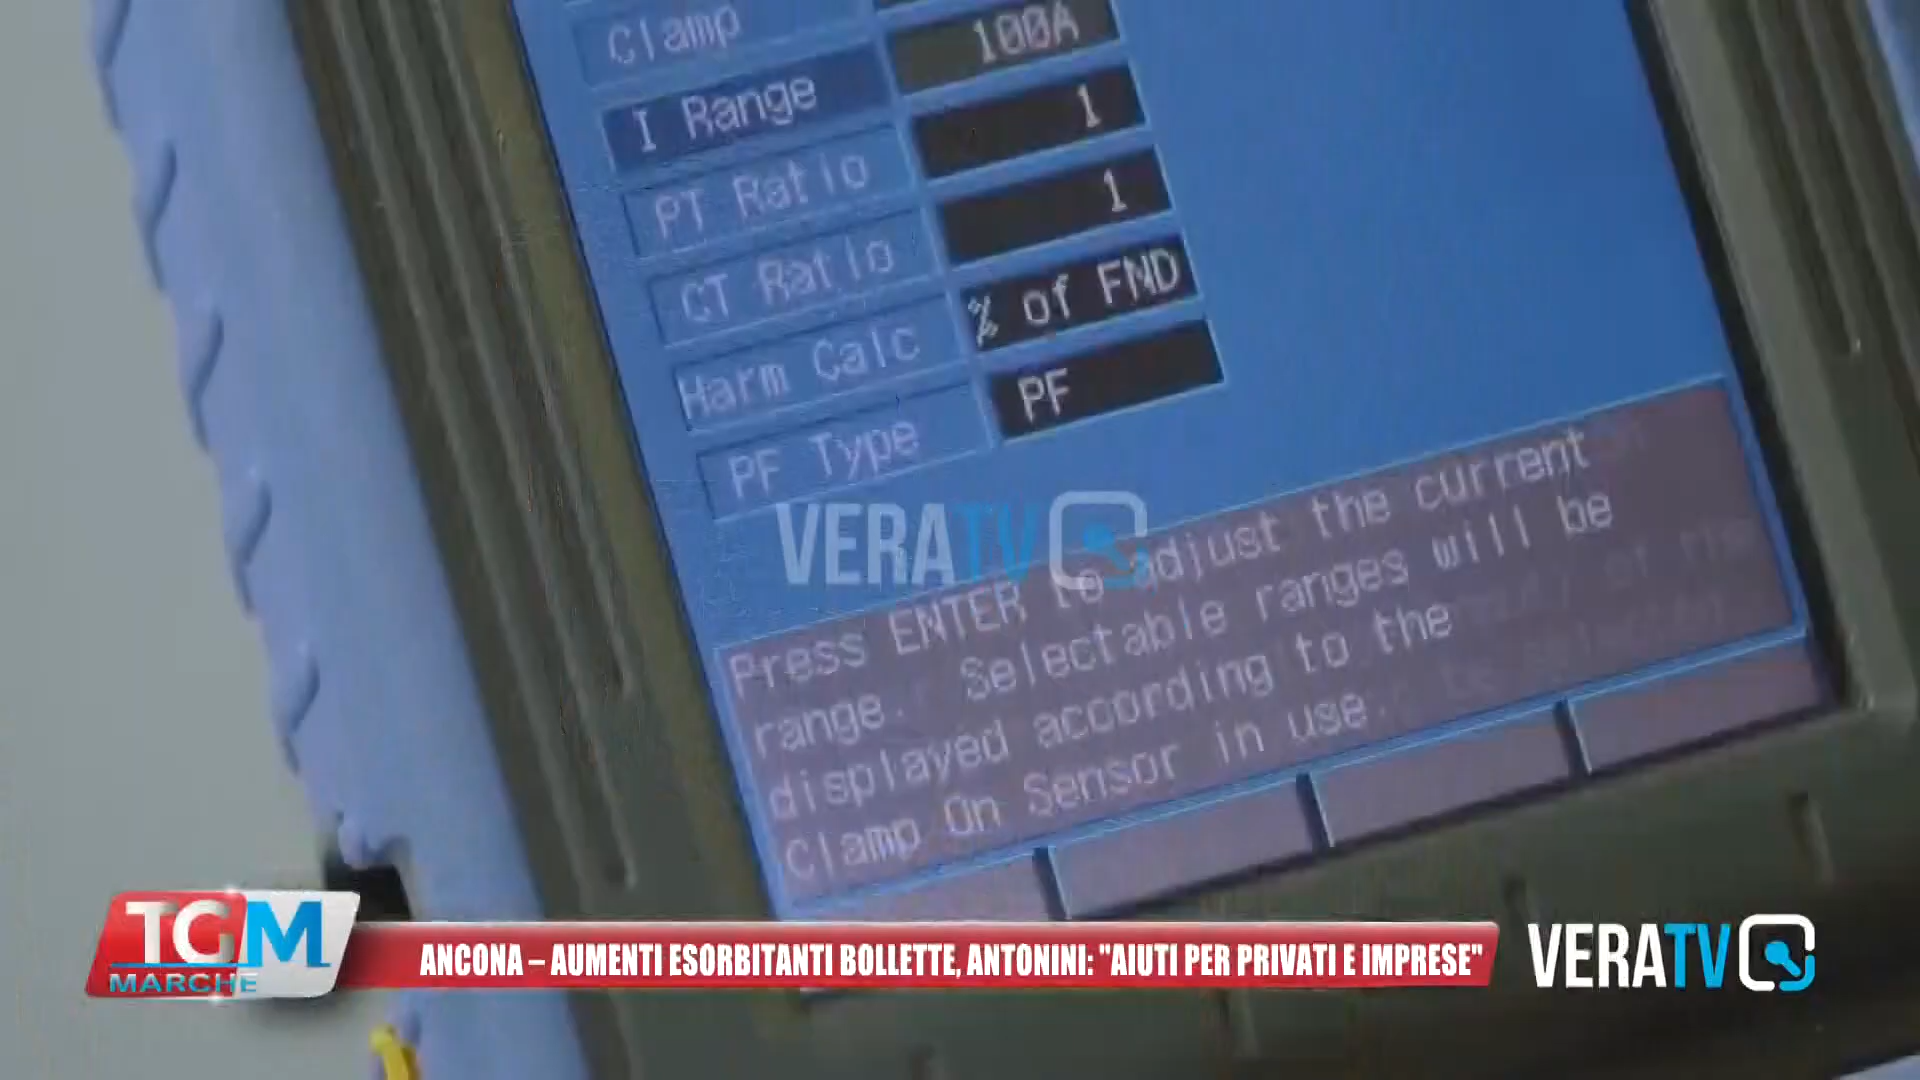 Clamp
100A
I Range
1
PT Ratio
1
CT Ratio
% of FND
Harm Calc
PF
PF Type
VERATV
Press ENTER to adjust the current
range. Selectable ranges will be
displayed according to the
Clamp On Sensor in use.
TGM
MARCHE
ANCONA – AUMENTI ESORBITANTI BOLLETTE, ANTONINI: "AIUTI PER PRIVATI E IMPRESE"
VERATV